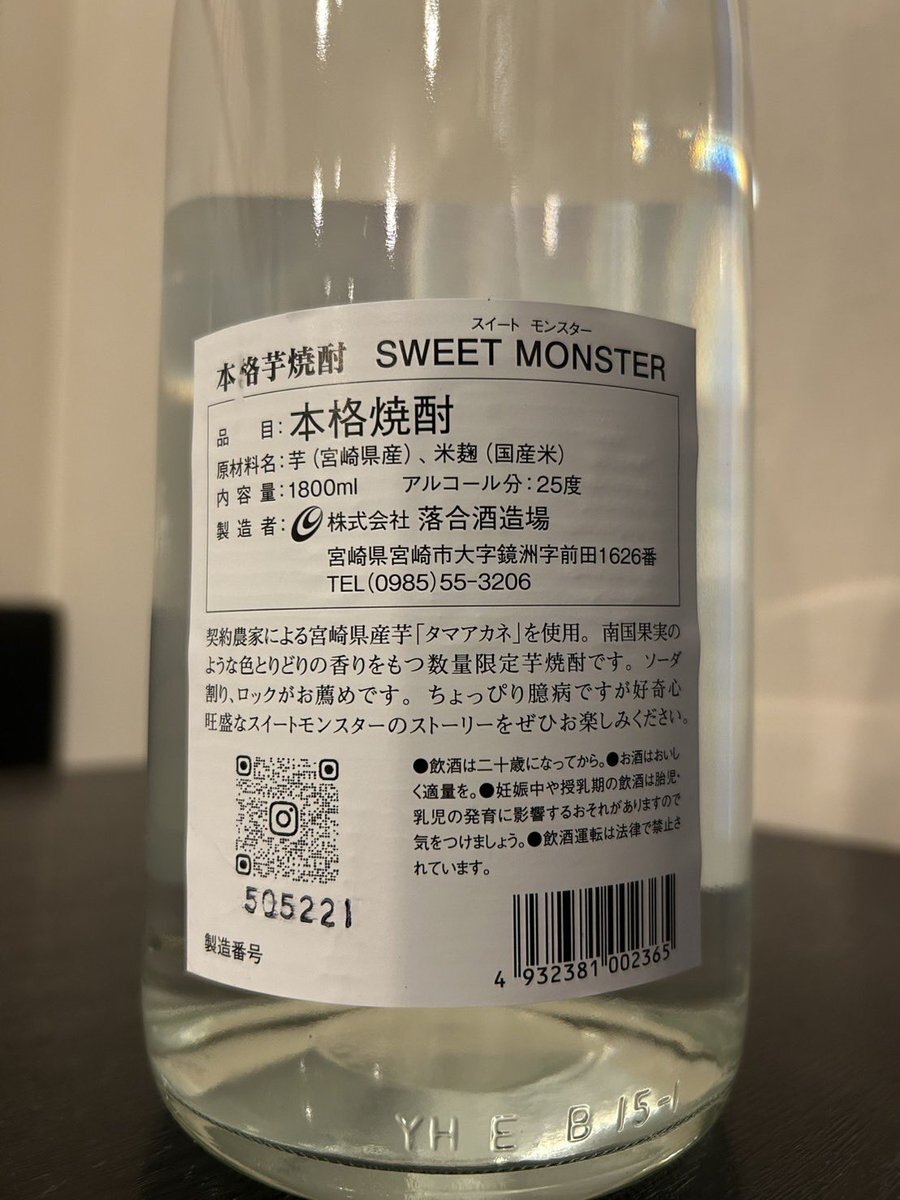 スイート モンスター
本格芋焼酎 SWEET MONSTER
品目:本格焼酎
原材料名:芋(宮崎県産)、米麹(国産米)
内容量:1800ml アルコール分:25度
製造者:株式会社 落合酒造場
宮崎県宮崎市大字鏡洲字前田1626番
TEL(0985)55-3206
契約農家による宮崎県産芋「タマアカネ」を使用。南国果実の
ような色とりどりの香りをもつ数量限定芋焼酎です。ソーダ
割り、ロックがお薦めです。ちょっぴり臆病ですが好奇心
旺盛なスイートモンスターのストーリーをぜひお楽しみください。
●飲酒は二十歳になってから。●お酒はおいし
く適量を。●妊娠中や授乳期の飲酒は胎児・
乳児の発育に影響するおそれがありますので
気をつけましょう。●飲酒運転は法律で禁止さ
れています。
505221
製造番号
4 932381 002365
YH E B 15-1